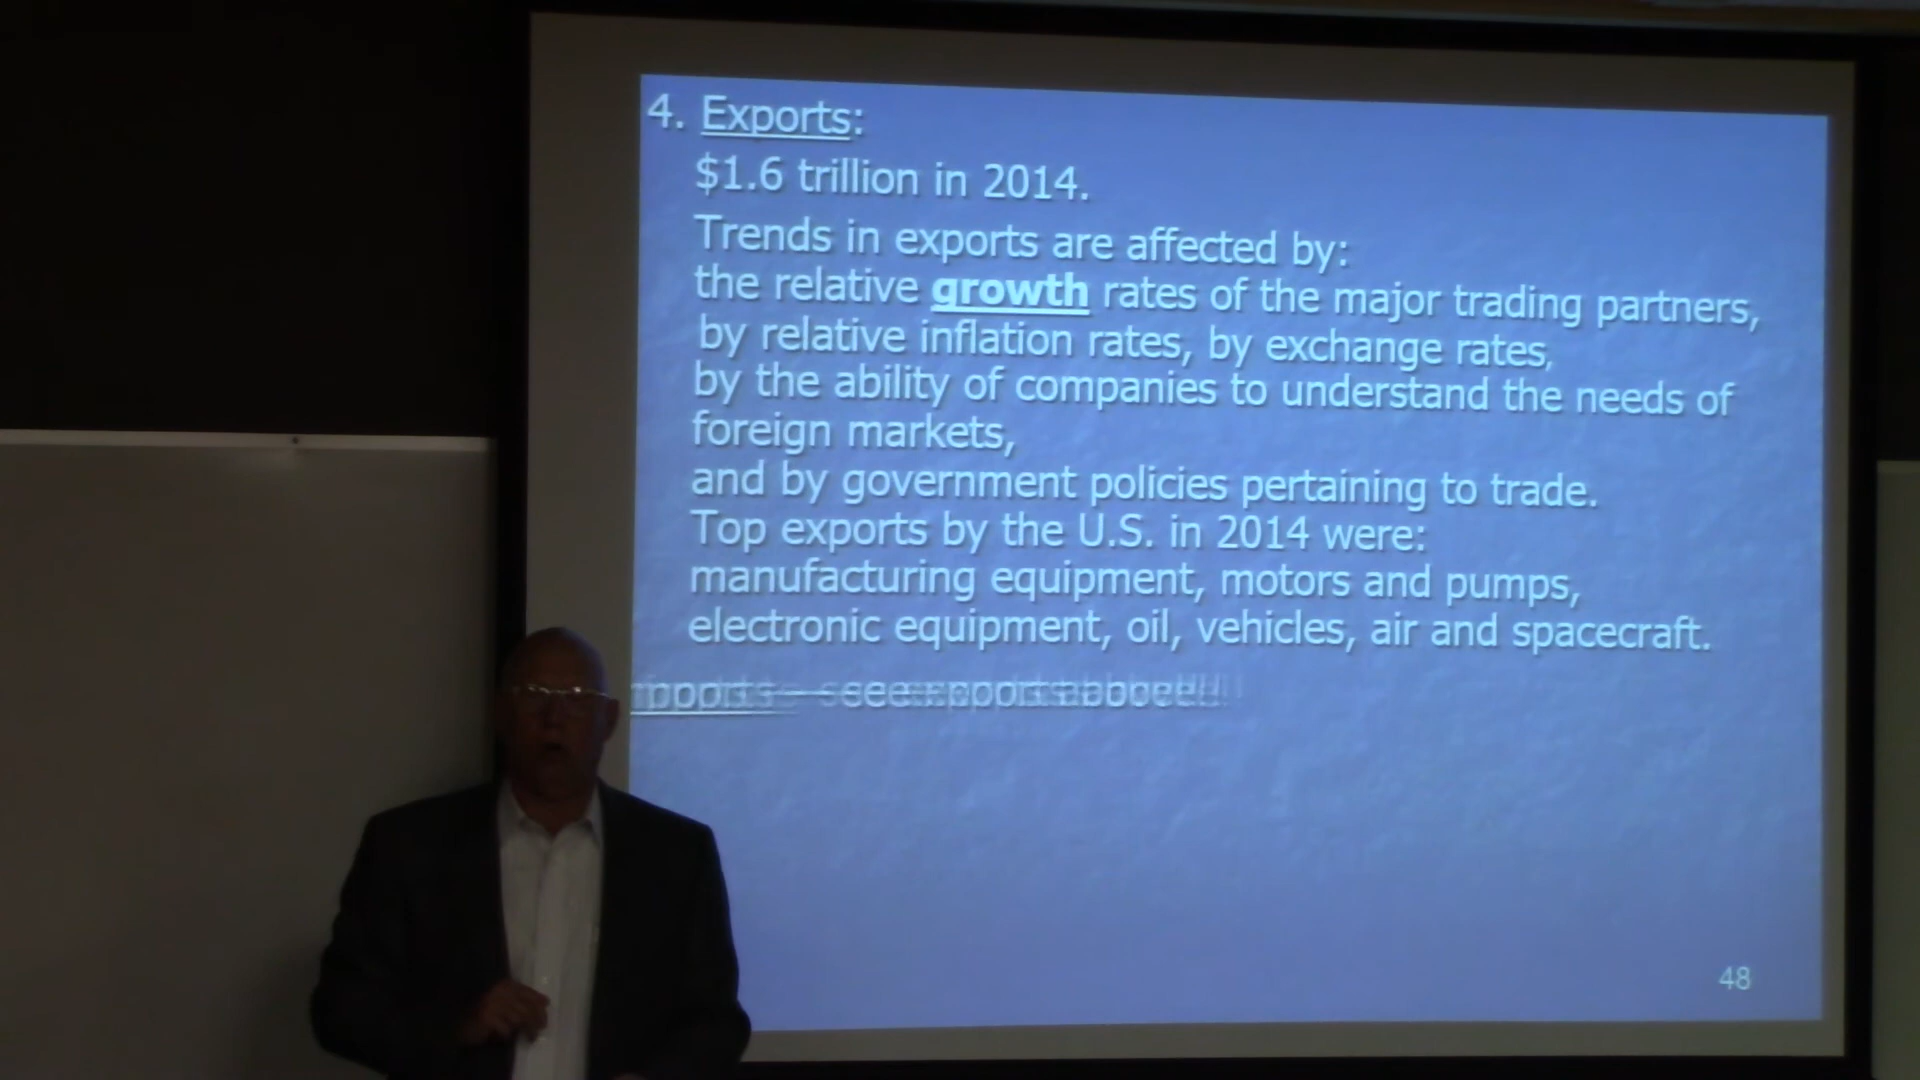 4. Exports:
$1.6 trillion in 2014.
Trends in exports are affected by:
the relative growth rates of the major trading partners,
by relative inflation rates, by exchange rates,
by the ability of companies to understand the needs of
foreign markets,
and by government policies pertaining to trade.
Top exports by the U.S. in 2014 were:
manufacturing equipment, motors and pumps,
electronic equipment, oil, vehicles, air and spacecraft.
48